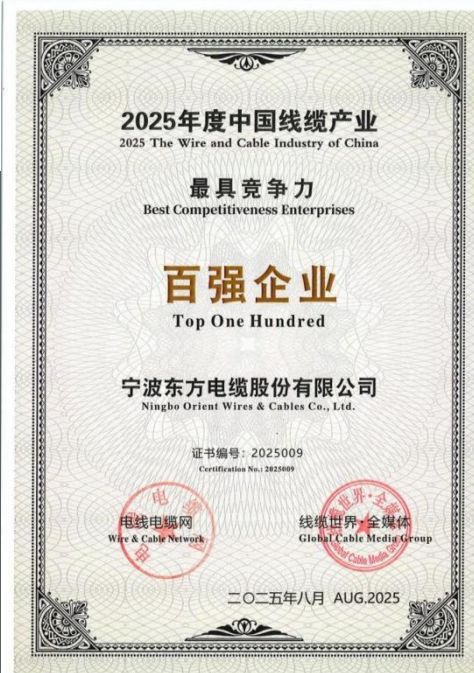 2025年度中国线缆产业
2025 The Wire and Cable Industry of China
最具竞争力
Best Competitiveness Enterprises
百强企业
Top One Hundred
宁波东方电缆股份有限公司
Ningbo Orient Wires & Cables Co., Ltd.
证书编号：2025009
Certification No.: 2025009
电线电缆网
Wire & Cable Network
线缆世界·全媒体
Global Cable Media Group
二〇二五年八月 AUG.2025